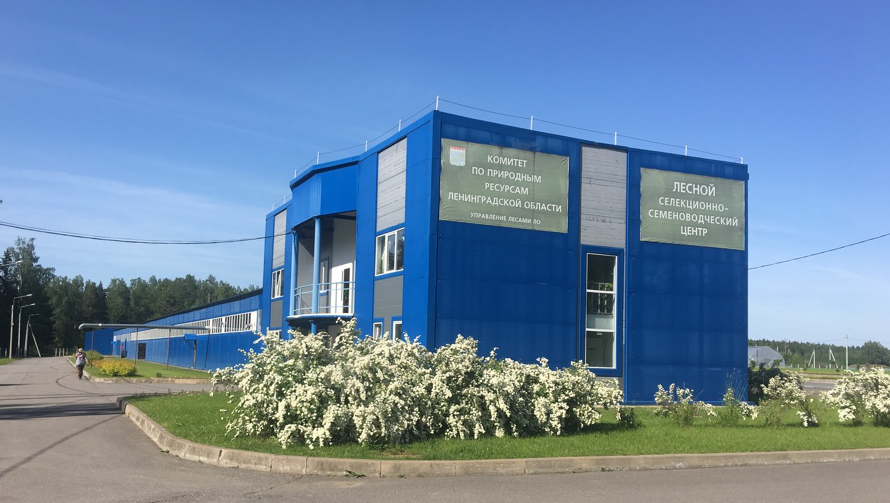 КОМИТЕТ
ПО ПРИРОДНЫМ
РЕСУРСАМ
ЛЕНИНГРАДСКОЙ ОБЛАСТИ
УПРАВЛЕНИЕ ЛЕСАМИ ЛО
ЛЕСНОЙ
СЕЛЕКЦИОННО-
СЕМЕНОВОДЧЕСКИЙ
ЦЕНТР